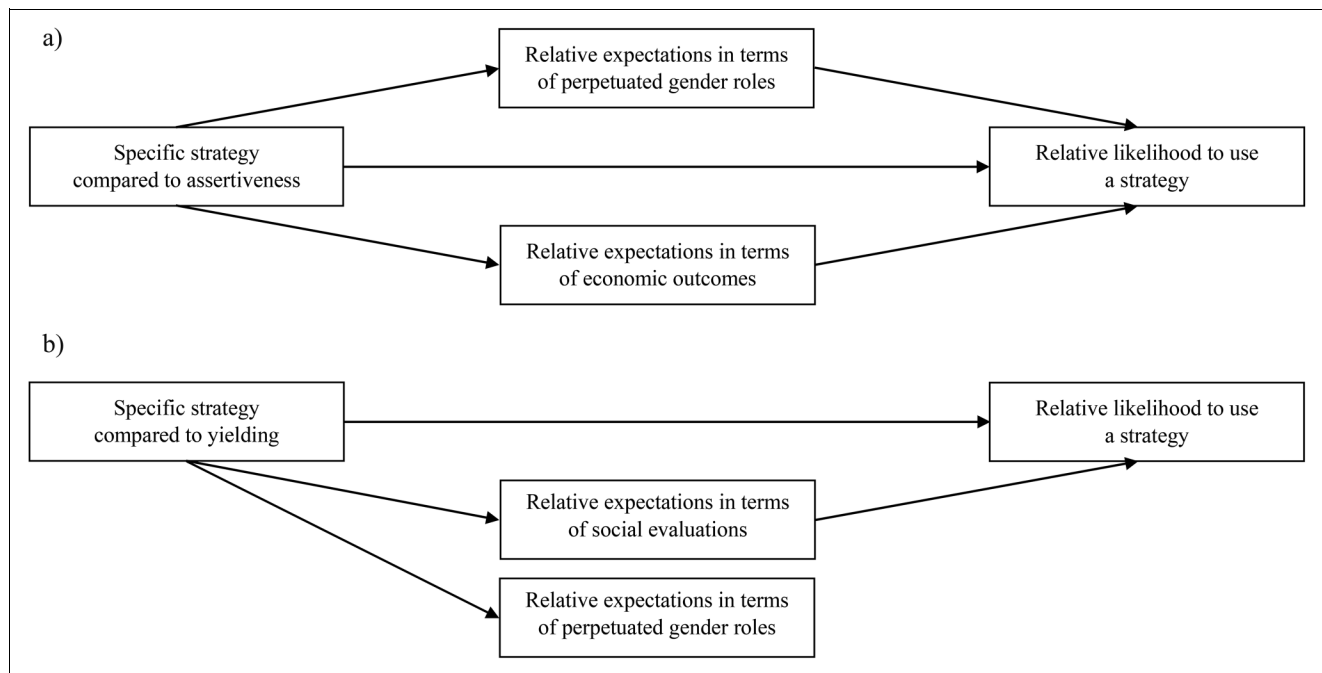 a)
Relative expectations in terms
of perpetuated gender roles
Specific strategy
compared to assertiveness
Relative likelihood to use
a strategy
Relative expectations in terms
of economic outcomes
b)
Specific strategy
compared to yielding
Relative likelihood to use
a strategy
Relative expectations in terms
of social evaluations
Relative expectations in terms
of perpetuated gender roles